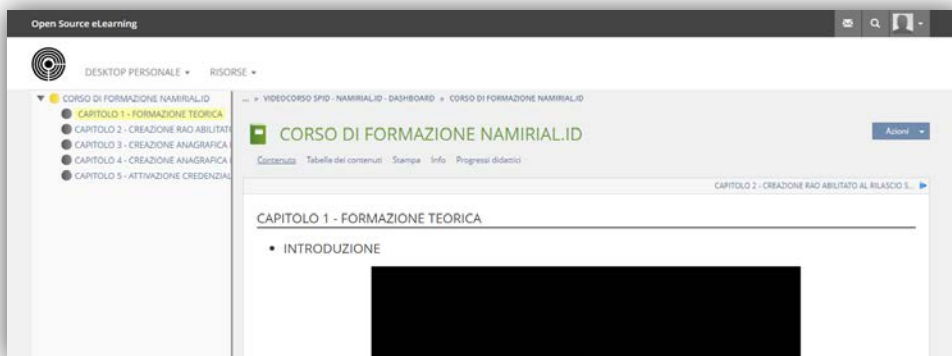 Open Source eLearning
DESKTOP PERSONALE
RISORSE
CORSO DI FORMAZIONE NAMIRIAL.ID
CAPITOLO 1 - FORMAZIONE TEORICA
CAPITOLO 2 - CREAZIONE RAO ABILITAT
CAPITOLO 3 - CREAZIONE ANAGRAFICA
CAPITOLO 4 - CREAZIONE ANAGRAFICA
CAPITOLO 5 - ATTIVAZIONE CREDENZIAL
... » VIDEOCORSO SPID - NAMIRIAL.ID - DASHBOARD » CORSO DI FORMAZIONE NAMIRIAL.ID
CORSO DI FORMAZIONE NAMIRIAL.ID
Azioni
Contenuto Tabella dei contenuti Stampa Info Progressi didattici
CAPITOLO 2 - CREAZIONE RAO ABILITATO AL RILASCIO S...
CAPITOLO 1 - FORMAZIONE TEORICA
• INTRODUZIONE